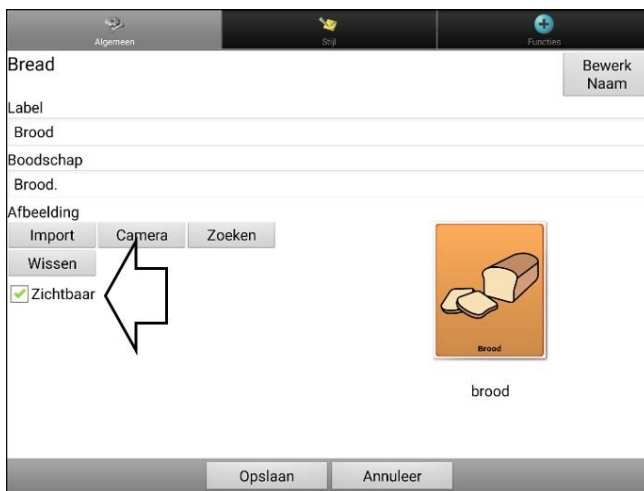 Algemeen Stijl Functies
Bread
Bewerk
Naam
Label
Brood
Boodschap
Brood.
Afbeelding
Import Camera Zoeken
Wissen
Zichtbaar
Brood
brood
Opslaan Annuleer